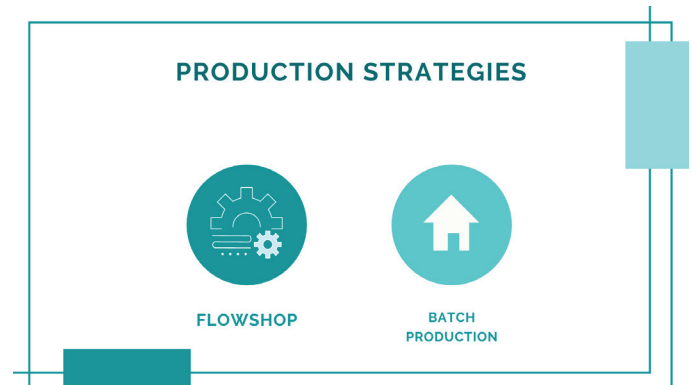 PRODUCTION STRATEGIES
FLOWSHOP
BATCH
PRODUCTION